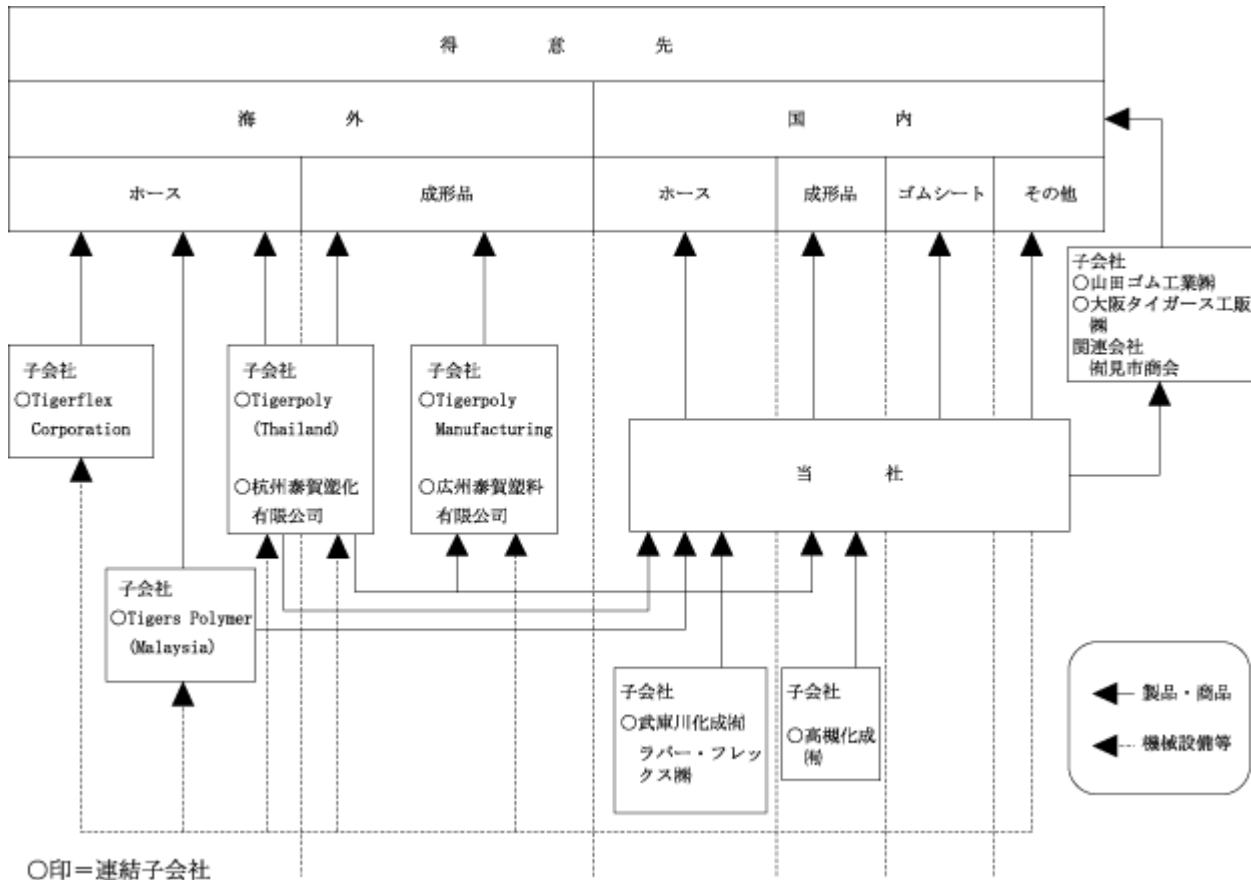 得意先
海外
国内
ホース
成形品
ホース
成形品
ゴムシート
その他
子会社
○山田ゴム工業㈱
○大阪タイガース工販
㈱
関連会社
㈲見市商会
子会社
○Tigerflex
Corporation
子会社
○Tigerpoly
(Thailand)
○杭州泰賀塑化
有限公司
子会社
○Tigerpoly
Manufacturing
○広州泰賀塑料
有限公司
当社
子会社
○Tigers Polymer
(Malaysia)
子会社
○武庫川化成㈲
ラバー・フレッ
クス㈱
子会社
○高槻化成
㈲
製品・商品
機械設備等
○印＝連結子会社